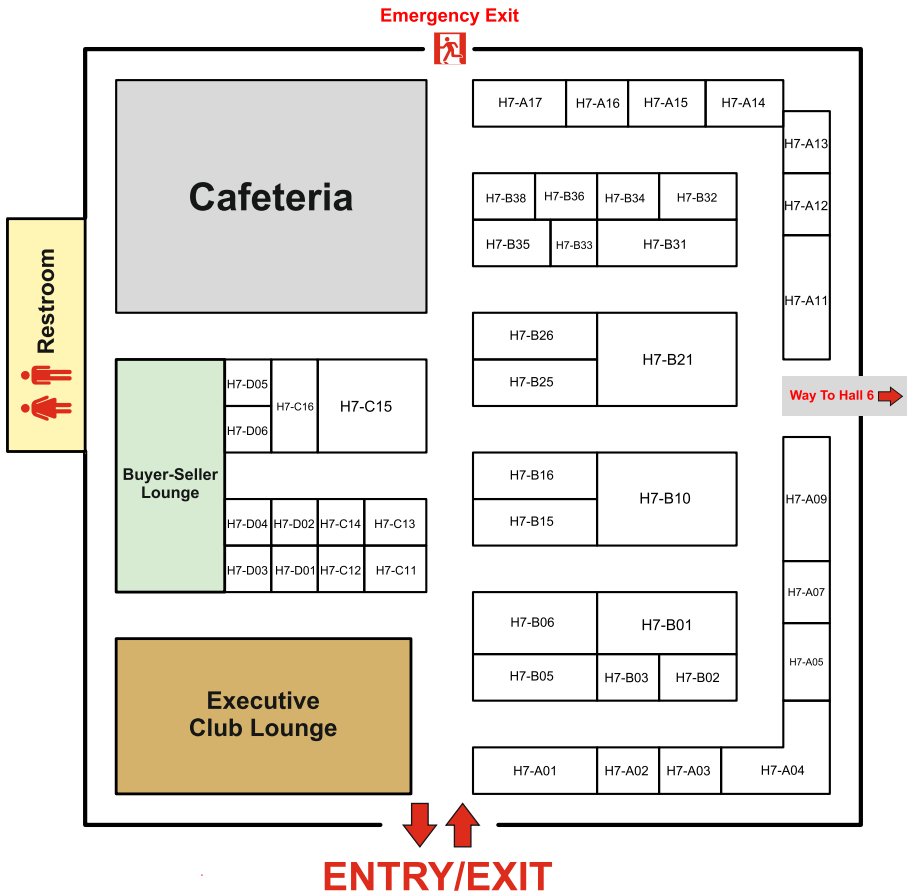 Emergency Exit
H7-A17
H7-A16
H7-A15
H7-A14
H7-A13
Cafeteria
H7-B38
H7-B36
H7-B34
H7-B32
H7-A12
H7-B35
H7-B33
H7-B31
Restroom
H7-A11
H7-B26
H7-B21
H7-B25
H7-D05
H7-C16
H7-C15
H7-D06
Way To Hall 6
Buyer-Seller
Lounge
H7-B16
H7-B10
H7-B15
H7-A09
H7-D04
H7-D02
H7-C14
H7-C13
H7-D03
H7-D01
H7-C12
H7-C11
H7-A07
H7-B06
H7-B01
H7-A05
H7-B05
H7-B03
H7-B02
Executive
Club Lounge
H7-A01
H7-A02
H7-A03
H7-A04
ENTRY/EXIT